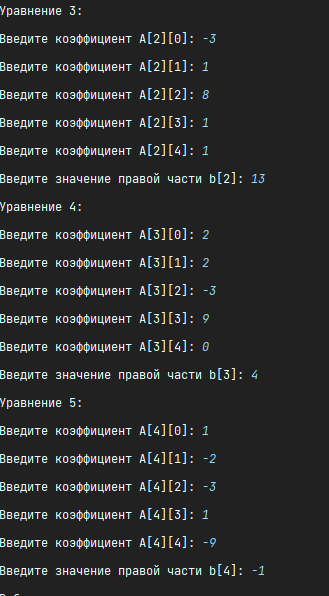 Уравнение 3:
Введите коэффициент A[2][0]: -3
Введите коэффициент A[2][1]: 1
Введите коэффициент A[2][2]: 8
Введите коэффициент A[2][3]: 1
Введите коэффициент A[2][4]: 1
Введите значение правой части b[2]: 13
Уравнение 4:
Введите коэффициент A[3][0]: 2
Введите коэффициент A[3][1]: 2
Введите коэффициент A[3][2]: -3
Введите коэффициент A[3][3]: 9
Введите коэффициент A[3][4]: 0
Введите значение правой части b[3]: 4
Уравнение 5:
Введите коэффициент A[4][0]: 1
Введите коэффициент A[4][1]: -2
Введите коэффициент A[4][2]: -3
Введите коэффициент A[4][3]: 1
Введите коэффициент A[4][4]: -9
Введите значение правой части b[4]: -1